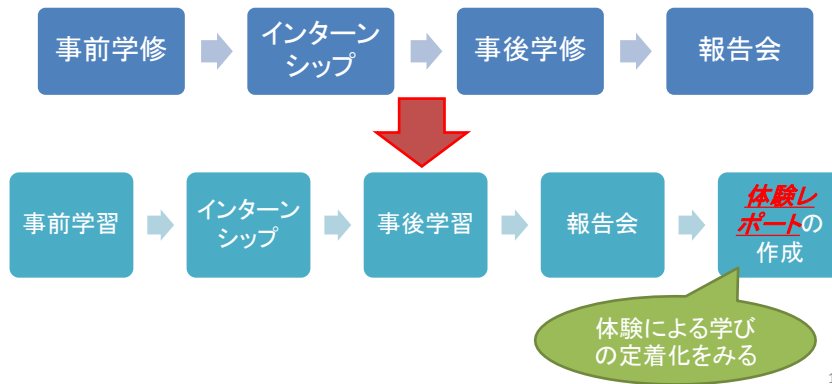 事前学修
インターン
シップ
事後学修
報告会
事前学習
インターン
シップ
事後学習
報告会
体験レ
ポートの
作成
体験による学び
の定着化をみる
1